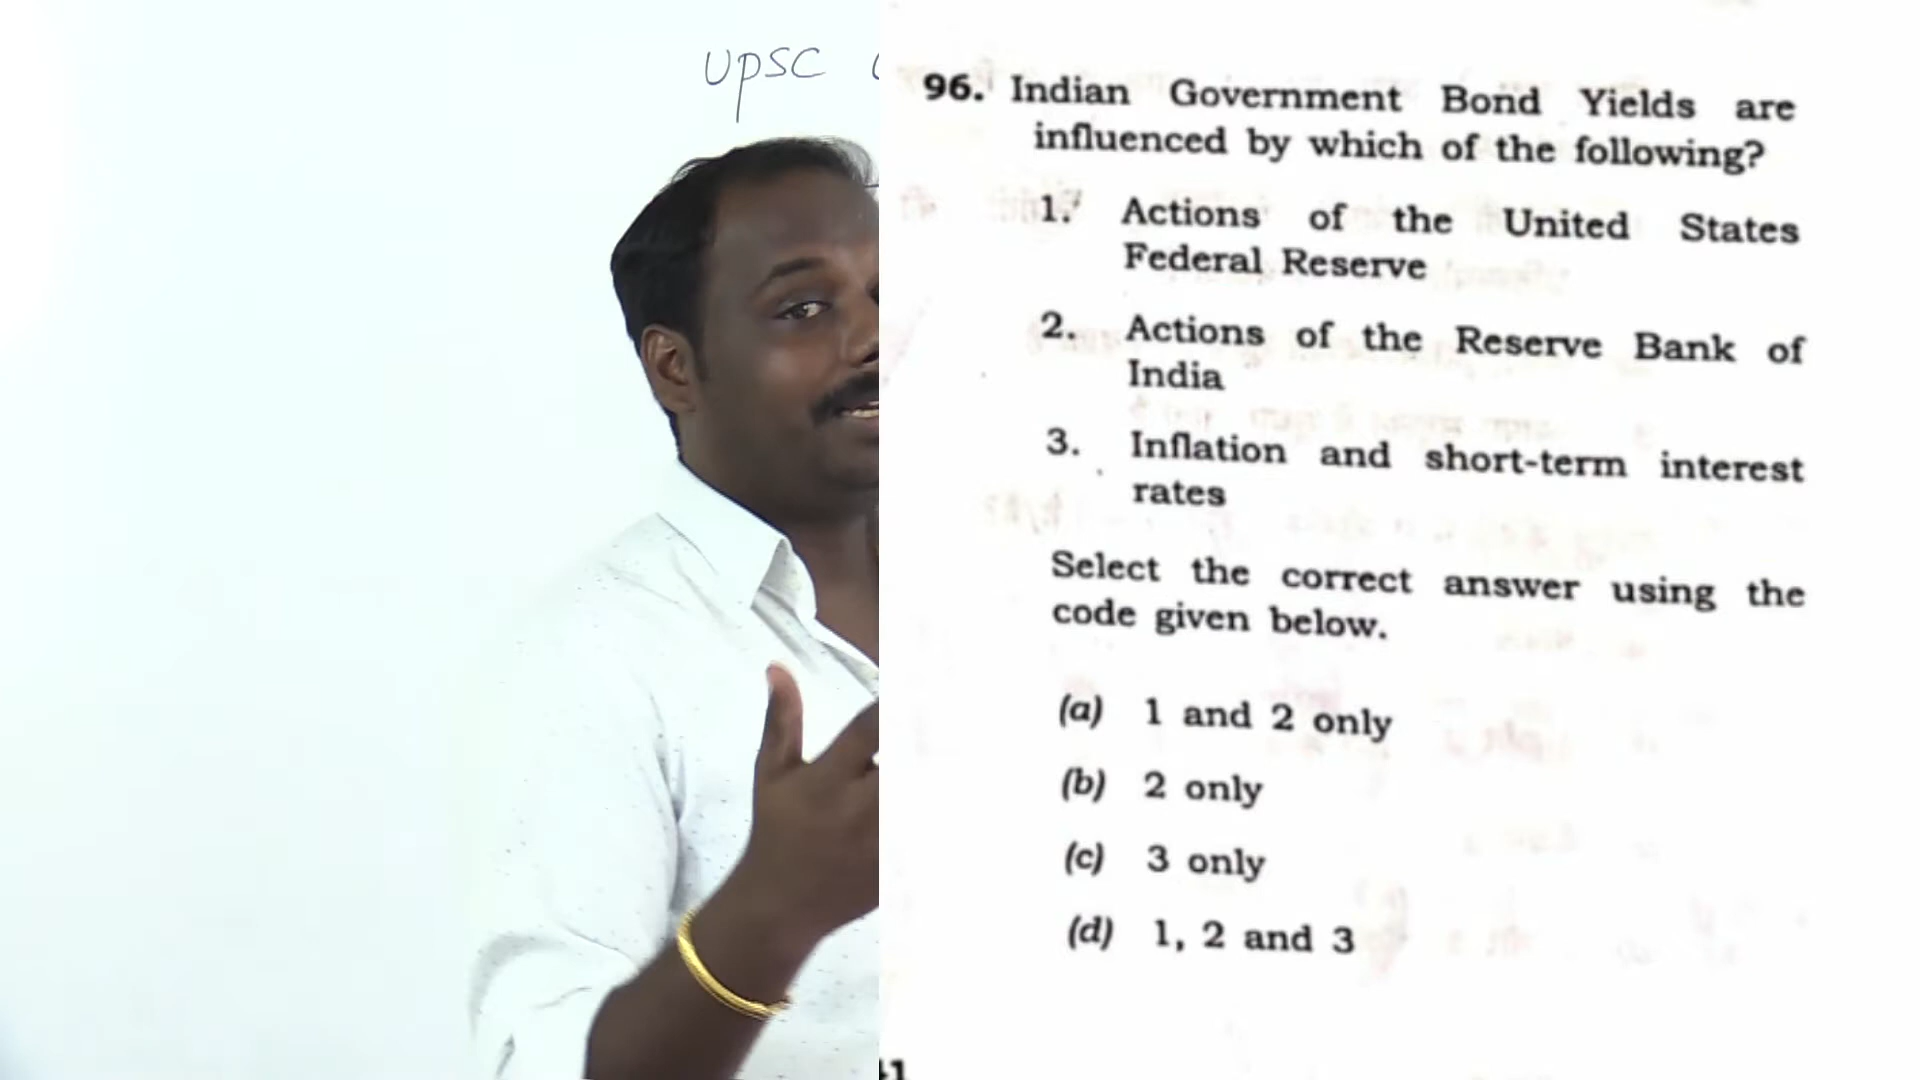 UPSC
96. Indian Government Bond Yields are
influenced by which of the following?
1. Actions of the United States
Federal Reserve
2. Actions of the Reserve Bank of
India
3. Inflation and short-term interest
rates
Select the correct answer using the
code given below.
(a) 1 and 2 only
(b) 2 only
(c) 3 only
(d) 1, 2 and 3